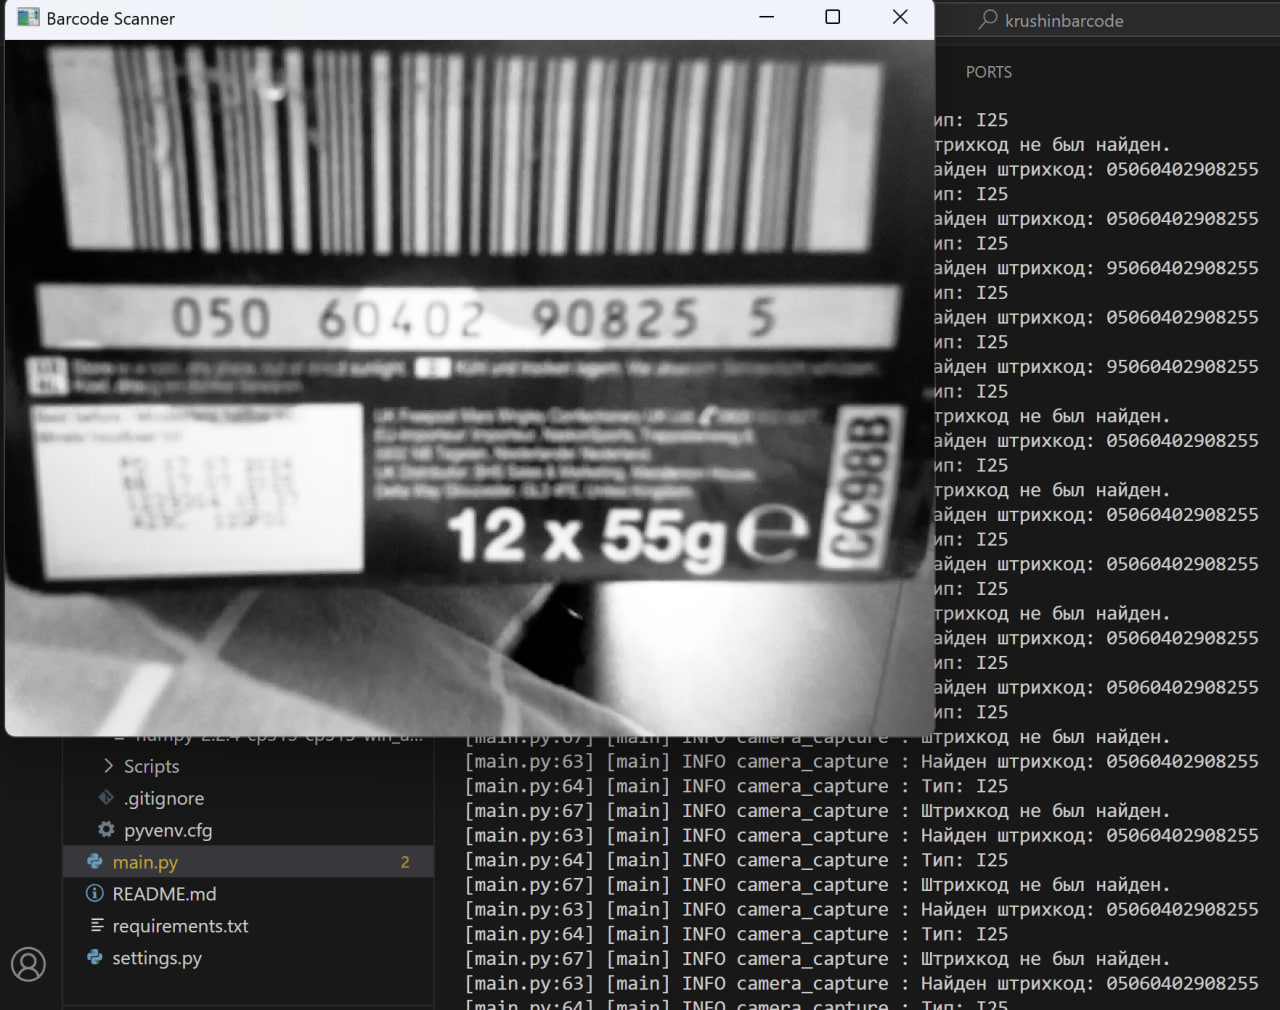 Barcode Scanner
krushinbarcode
PORTS
050 60402 90825 5
12 x 55g e
CC98B
ип: I25
трихкод не был найден.
айден штрихкод: 05060402908255
ип: I25
айден штрихкод: 05060402908255
ип: I25
айден штрихкод: 95060402908255
ип: I25
айден штрихкод: 05060402908255
ип: I25
айден штрихкод: 95060402908255
ип: I25
трихкод не был найден.
айден штрихкод: 05060402908255
ип: I25
трихкод не был найден.
айден штрихкод: 05060402908255
ип: I25
айден штрихкод: 05060402908255
ип: I25
трихкод не был найден.
айден штрихкод: 05060402908255
ип: I25
айден штрихкод: 05060402908255
ип: I25
Scripts
.gitignore
pyvenv.cfg
main.py 2
README.md
requirements.txt
settings.py
[main.py:67] [main] INFO camera_capture : Штрихкод не был найден.
[main.py:63] [main] INFO camera_capture : Найден штрихкод: 05060402908255
[main.py:64] [main] INFO camera_capture : Тип: I25
[main.py:67] [main] INFO camera_capture : Штрихкод не был найден.
[main.py:63] [main] INFO camera_capture : Найден штрихкод: 05060402908255
[main.py:64] [main] INFO camera_capture : Тип: I25
[main.py:67] [main] INFO camera_capture : Штрихкод не был найден.
[main.py:63] [main] INFO camera_capture : Найден штрихкод: 05060402908255
[main.py:64] [main] INFO camera_capture : Тип: I25
[main.py:67] [main] INFO camera_capture : Штрихкод не был найден.
[main.py:63] [main] INFO camera_capture : Найден штрихкод: 05060402908255
[main.py:64] [main] INFO camera_capture : Тип: I25